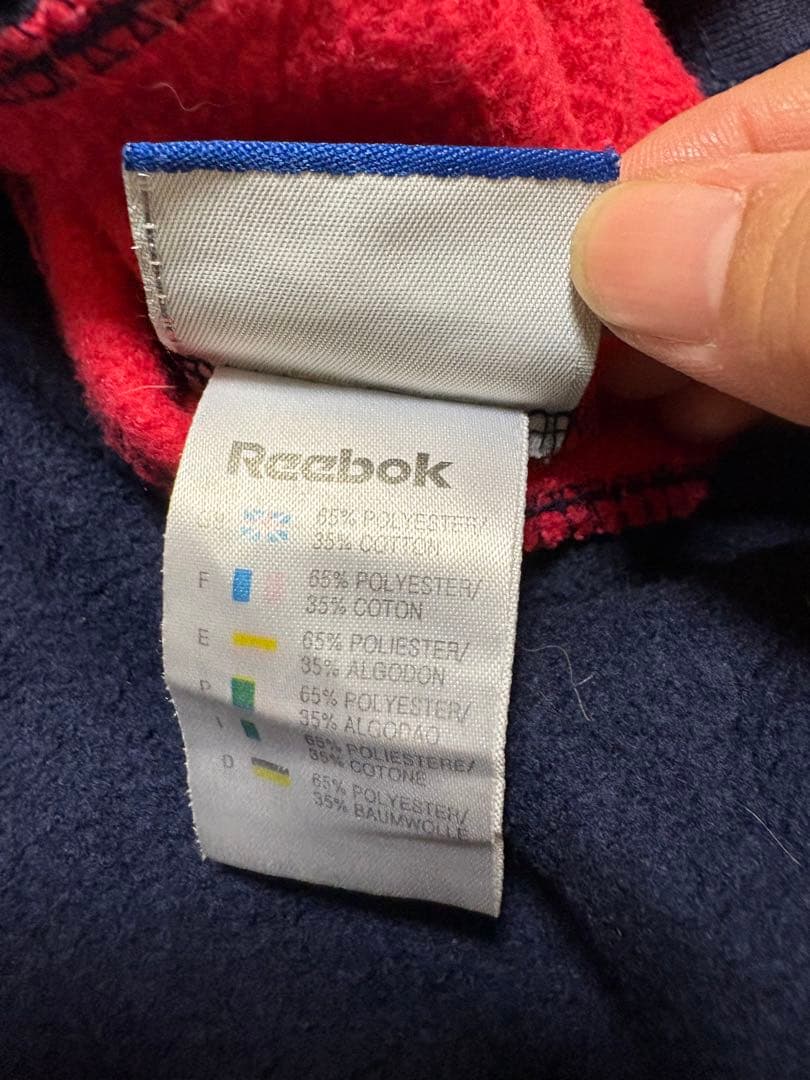 Reebok
65% POLYESTER/
35% COTTON
F 65% POLYESTER/
35% COTON
E 65% POLIESTER/
35% ALGODON
P 65% POLYESTER/
35% ALGODÃO
I 65% POLIESTERE/
35% COTONE
D 65% POLYESTER/
35% BAUMWOLLE